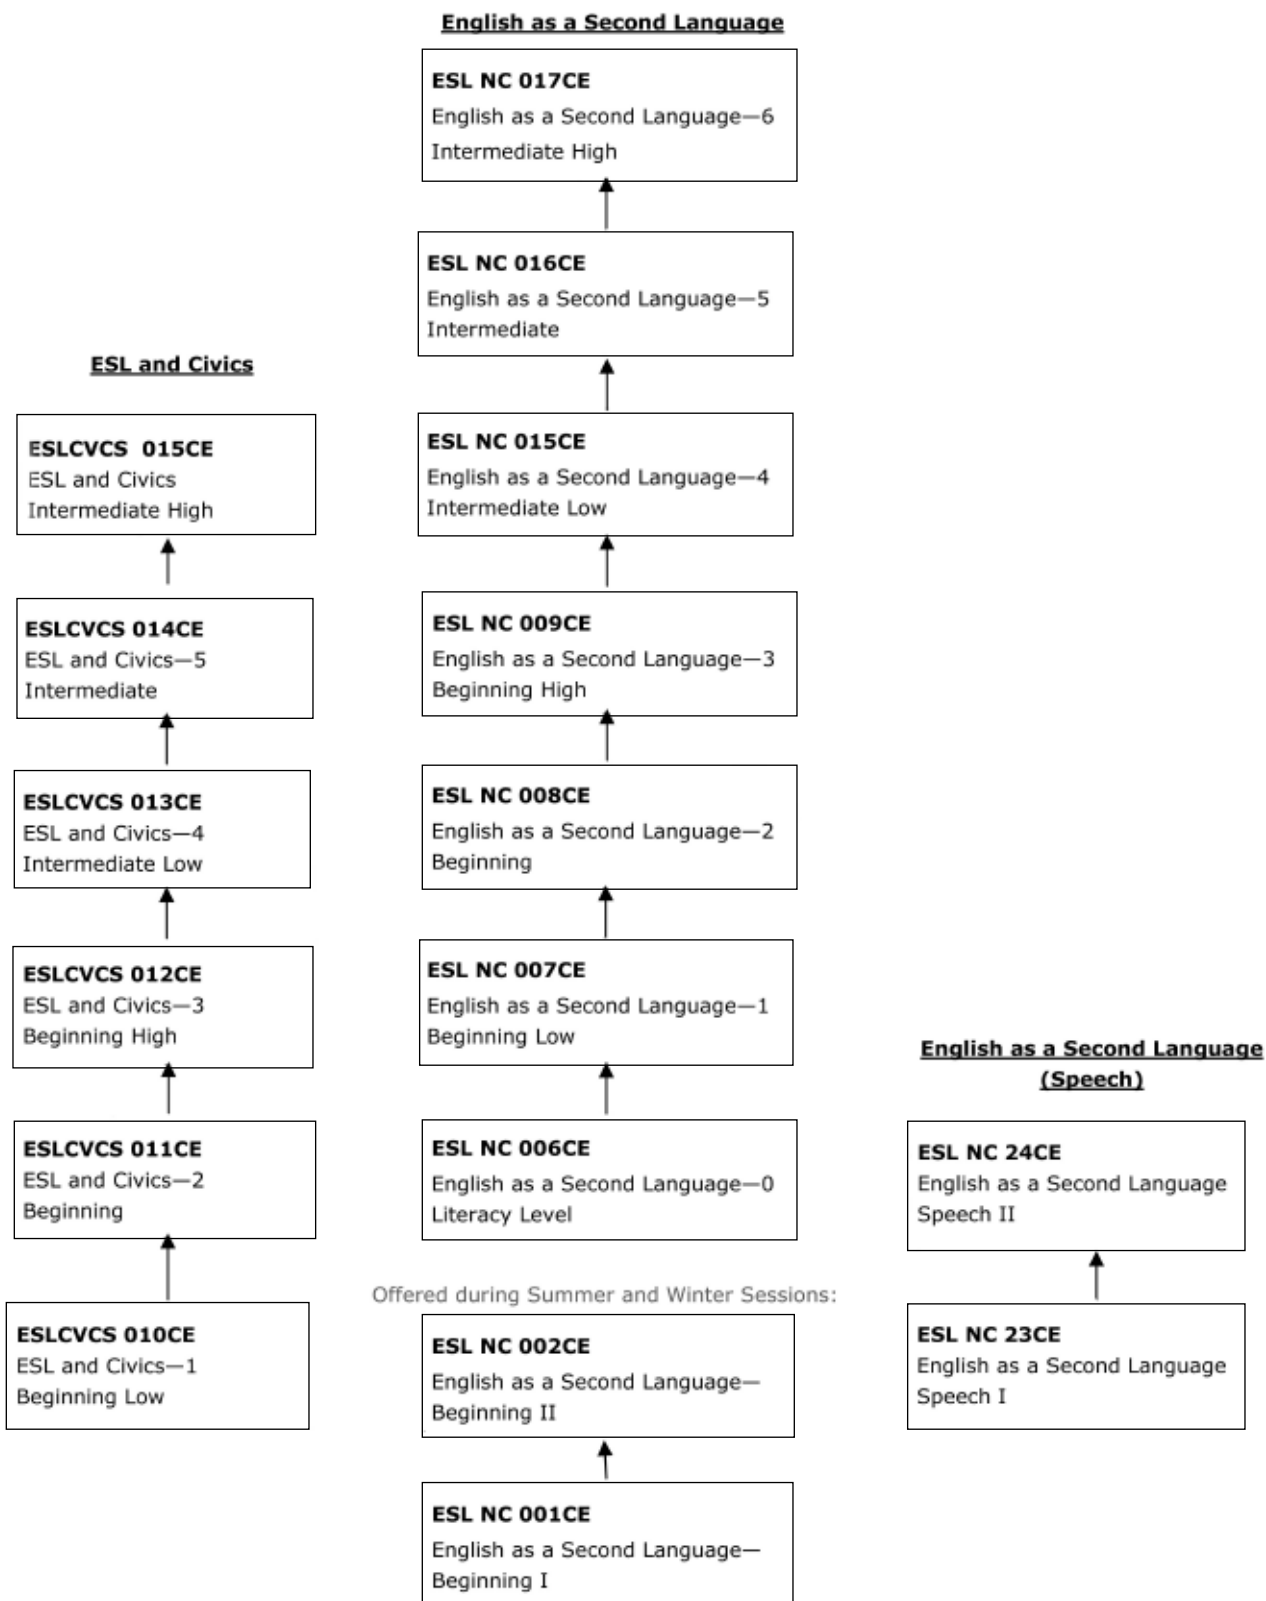 English as a Second Language
ESL NC 017CE
English as a Second Language—6
Intermediate High
ESL NC 016CE
English as a Second Language—5
Intermediate
ESL NC 015CE
English as a Second Language—4
Intermediate Low
ESL NC 009CE
English as a Second Language—3
Beginning High
ESL NC 008CE
English as a Second Language—2
Beginning
ESL NC 007CE
English as a Second Language—1
Beginning Low
ESL NC 006CE
English as a Second Language—0
Literacy Level
Offered during Summer and Winter Sessions:
ESL NC 002CE
English as a Second Language—
Beginning II
ESL NC 001CE
English as a Second Language—
Beginning I
ESL and Civics
ESLCVCS  015CE
ESL and Civics
Intermediate High
ESLCVCS 014CE
ESL and Civics—5
Intermediate
ESLCVCS 013CE
ESL and Civics—4
Intermediate Low
ESLCVCS 012CE
ESL and Civics—3
Beginning High
ESLCVCS 011CE
ESL and Civics—2
Beginning
ESLCVCS 010CE
ESL and Civics—1
Beginning Low
English as a Second Language
(Speech)
ESL NC 24CE
English as a Second Language
Speech II
ESL NC 23CE
English as a Second Language
Speech I